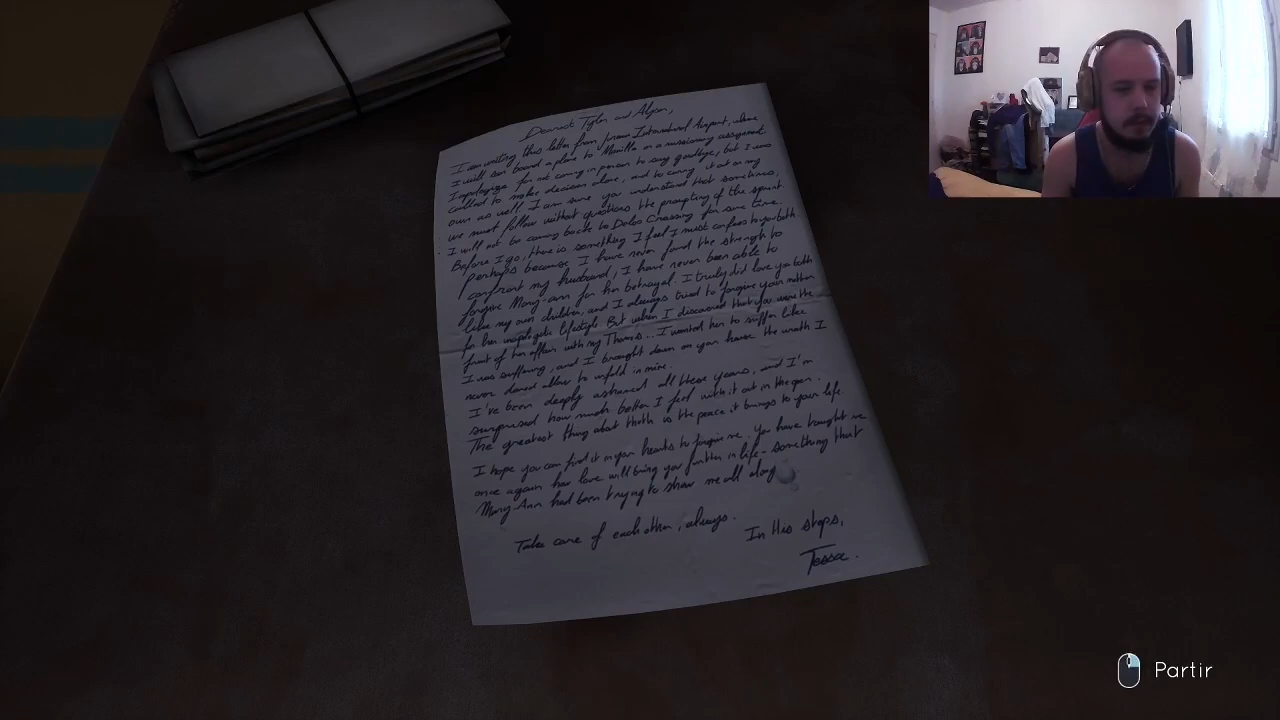 Dearest Tyler and Alyson,
I am writing this letter from Juneau International Airport, where
I will soon board a plane to Manilla on a missionary assignment.
I apologize for not coming in person to say goodbye, but I was
called to make decision alone, and to carry it out on my
own as well. I am sure you understand that sometimes,
we must follow without questions the prompting of the spirit.
I will not be coming back to Delos Crossing for some time.
Before I go, there is something I feel I must confess to you both.
Perhaps because I have never found the strength to
confront my husband, I have never been able to
forgive Mary-ann for her betrayal. I truly did love you both
like my own children, and I always tried to forgive your mother
for her unapologetic lifestyle. But when I discovered that you were the
fruit of her affair with my Thomas... I wanted her to suffer like
I was suffering, and I brought down on your house the wrath I
never dared allow to unfold in mine.
I've been deeply ashamed all these years, and I'm
surprised how much better I feel with it out in the open.
The greatest thing about truth is the peace it brings to your life.
I hope you can find it in your hearts to forgive me. You have taught me
once again how love will bring you further in life - something that
Mary-Ann had been trying to show me all along
Take care of each other, always.
In His steps,
Tessa.
Partir